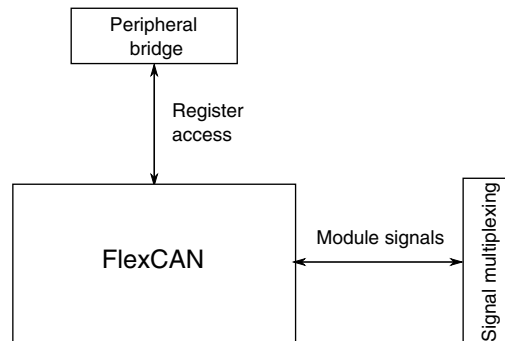 Peripheral
bridge
Register
access
FlexCAN
Module signals
Signal multiplexing